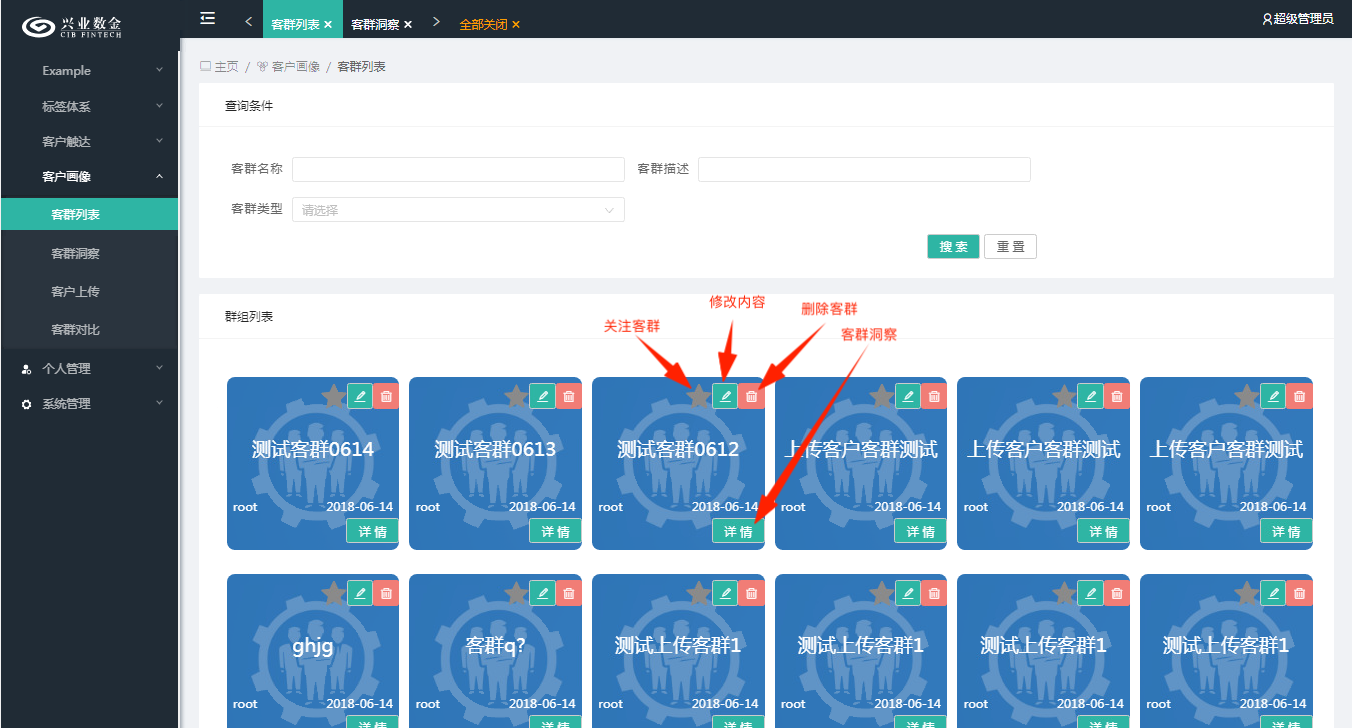 兴业数金
CIB FINTECH
客群列表 ×
客群洞察 ×
全部关闭 ×
超级管理员
Example
标签体系
客户触达
客户画像
客群列表
客群洞察
客户上传
客群对比
个人管理
系统管理
主页 / 客户画像 / 客群列表
查询条件
客群名称
客群描述
客群类型 请选择
搜 索 重 置
群组列表
关注客群
修改内容
删除客群
客群洞察
测试客群0614
root 2018-06-14
详 情
测试客群0613
root 2018-06-14
详 情
测试客群0612
root 2018-06-14
详 情
上传客户客群测试
root 2018-06-14
详 情
上传客户客群测试
root 2018-06-14
详 情
上传客户客群测试
root 2018-06-14
详 情
ghjg
root 2018-06-14
详 情
客群q?
root 2018-06-14
详 情
测试上传客群1
root 2018-06-14
详 情
测试上传客群1
root 2018-06-14
详 情
测试上传客群1
root 2018-06-14
详 情
测试上传客群1
root 2018-06-14
详 情